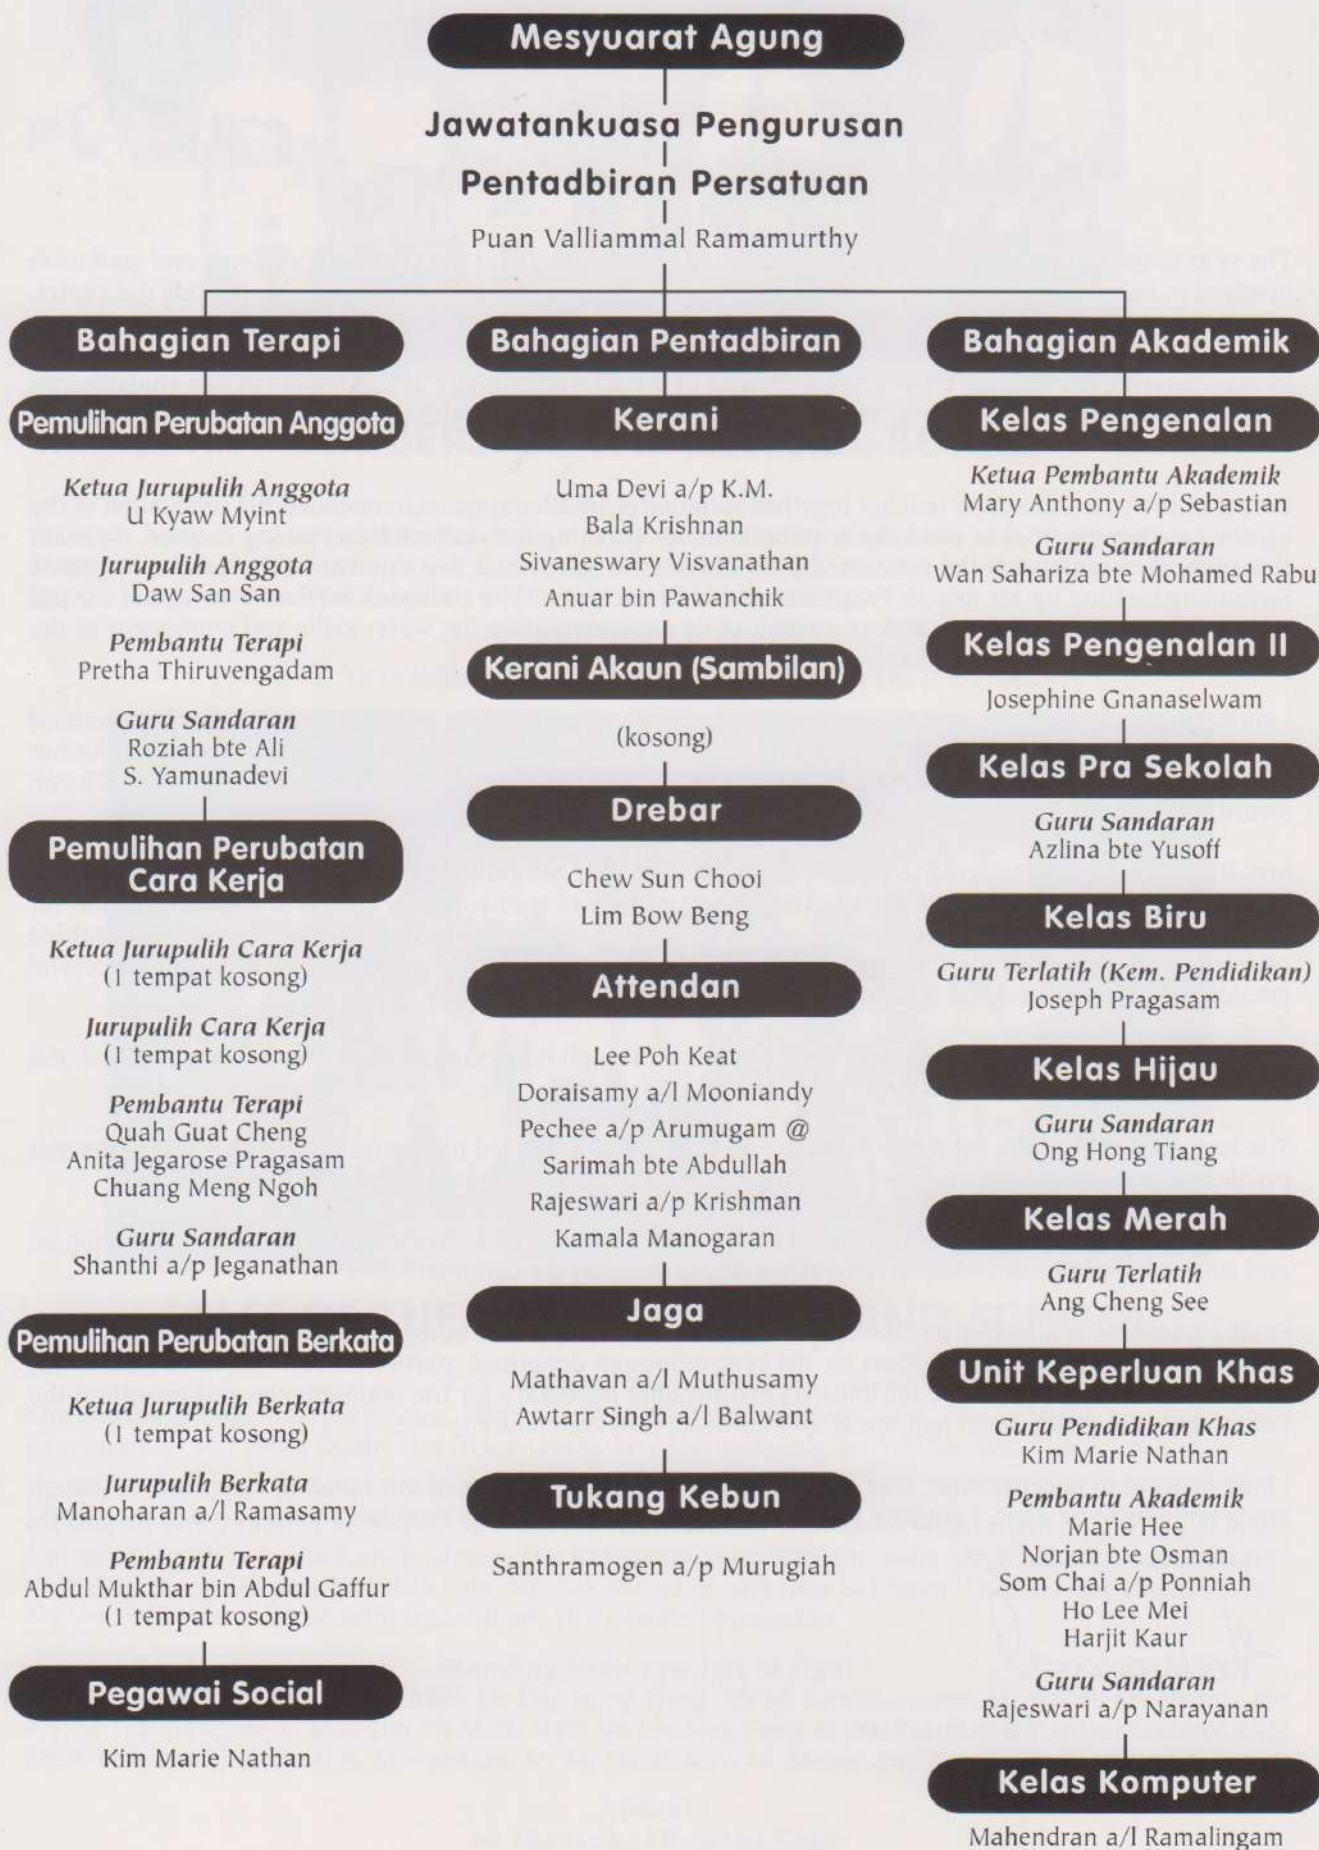 Mesyuarat Agung
Jawatankuasa Pengurusan
Pentadbiran Persatuan
Puan Valliammal Ramamurthy
Bahagian Terapi
Pemulihan Perubatan Anggota
Ketua Jurupulih Anggota
U Kyaw Myint
Jurupulih Anggota
Daw San San
Pembantu Terapi
Pretha Thiruvengadam
Guru Sandaran
Roziah bte Ali
S. Yamunadevi
Pemulihan Perubatan
Cara Kerja
Ketua Jurupulih Cara Kerja
(1 tempat kosong)
Jurupulih Cara Kerja
(1 tempat kosong)
Pembantu Terapi
Quah Guat Cheng
Anita Jegarose Pragasam
Chuang Meng Ngoh
Guru Sandaran
Shanthi a/p Jeganathan
Pemulihan Perubatan Berkata
Ketua Jurupulih Berkata
(1 tempat kosong)
Jurupulih Berkata
Manoharan a/l Ramasamy
Pembantu Terapi
Abdul Mukthar bin Abdul Gaffur
(1 tempat kosong)
Pegawai Social
Kim Marie Nathan
Bahagian Pentadbiran
Kerani
Uma Devi a/p K.M.
Bala Krishnan
Sivaneswary Visvanathan
Anuar bin Pawanchik
Kerani Akaun (Sambilan)
(kosong)
Drebar
Chew Sun Chooi
Lim Bow Beng
Attendan
Lee Poh Keat
Doraisamy a/l Mooniandy
Pechee a/p Arumugam @
Sarimah bte Abdullah
Rajeswari a/p Krishman
Kamala Manogaran
Jaga
Mathavan a/l Muthusamy
Awtarr Singh a/l Balwant
Tukang Kebun
Santhramogen a/p Murugiah
Bahagian Akademik
Kelas Pengenalan
Ketua Pembantu Akademik
Mary Anthony a/p Sebastian
Guru Sandaran
Wan Sahariza bte Mohamed Rabu
Kelas Pengenalan II
Josephine Gnanaselwam
Kelas Pra Sekolah
Guru Sandaran
Azlina bte Yusoff
Kelas Biru
Guru Terlatih (Kem. Pendidikan)
Joseph Pragasam
Kelas Hijau
Guru Sandaran
Ong Hong Tiang
Kelas Merah
Guru Terlatih
Ang Cheng See
Unit Keperluan Khas
Guru Pendidikan Khas
Kim Marie Nathan
Pembantu Akademik
Marie Hee
Norjan bte Osman
Som Chai a/p Ponniah
Ho Lee Mei
Harjit Kaur
Guru Sandaran
Rajeswari a/p Narayanan
Kelas Komputer
Mahendran a/l Ramalingam